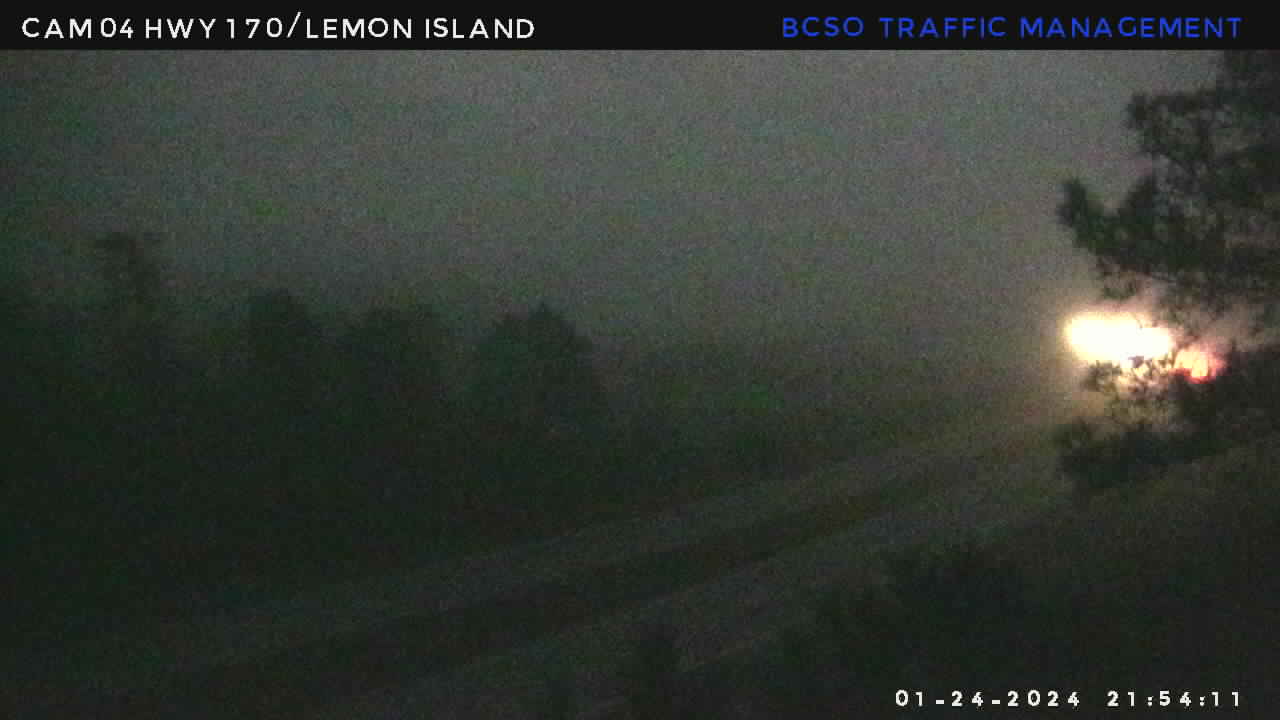 CAM 04 HWY 170/LEMON ISLAND
BCSO TRAFFIC MANAGEMENT
01-24-2024 21:54:11